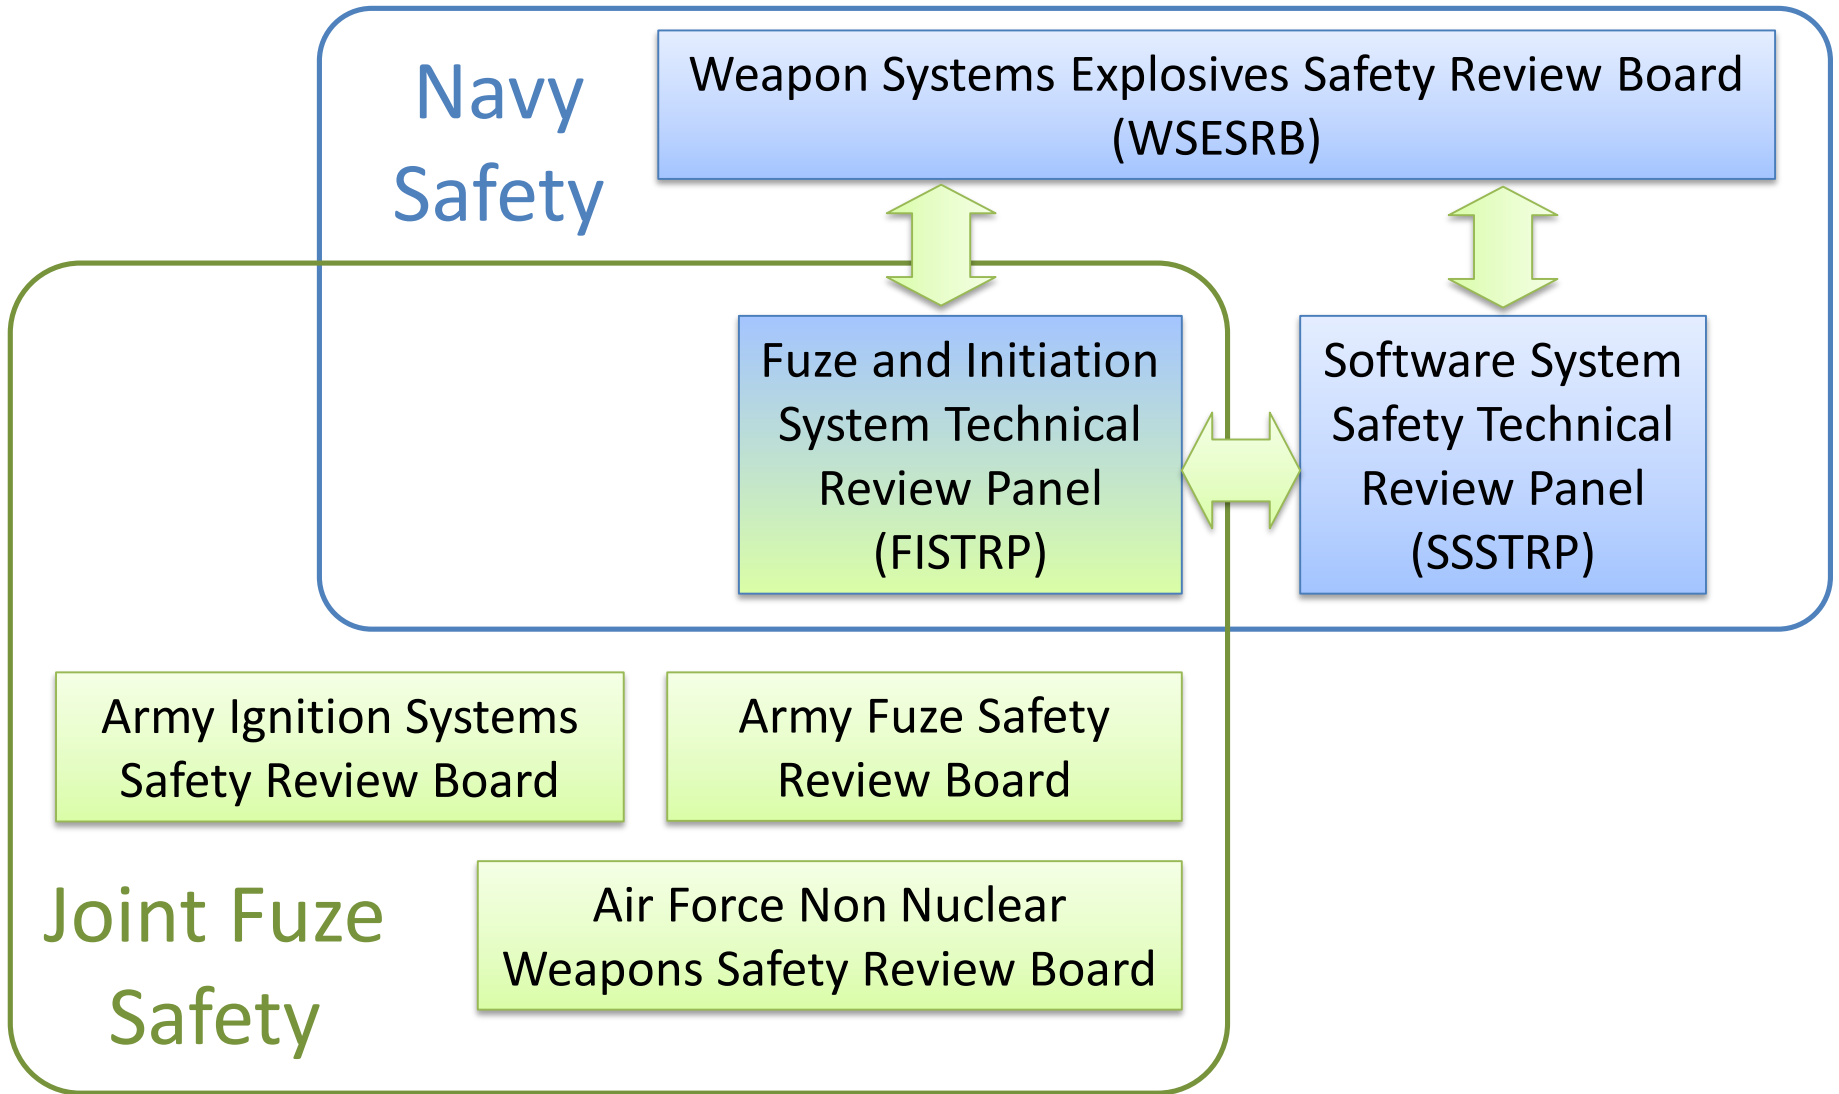 Navy
Safety
Weapon Systems Explosives Safety Review Board
(WSESRB)
Fuze and Initiation
System Technical
Review Panel
(FISTRP)
Software System
Safety Technical
Review Panel
(SSSTRP)
Army Ignition Systems
Safety Review Board
Army Fuze Safety
Review Board
Joint Fuze
Safety
Air Force Non Nuclear
Weapons Safety Review Board